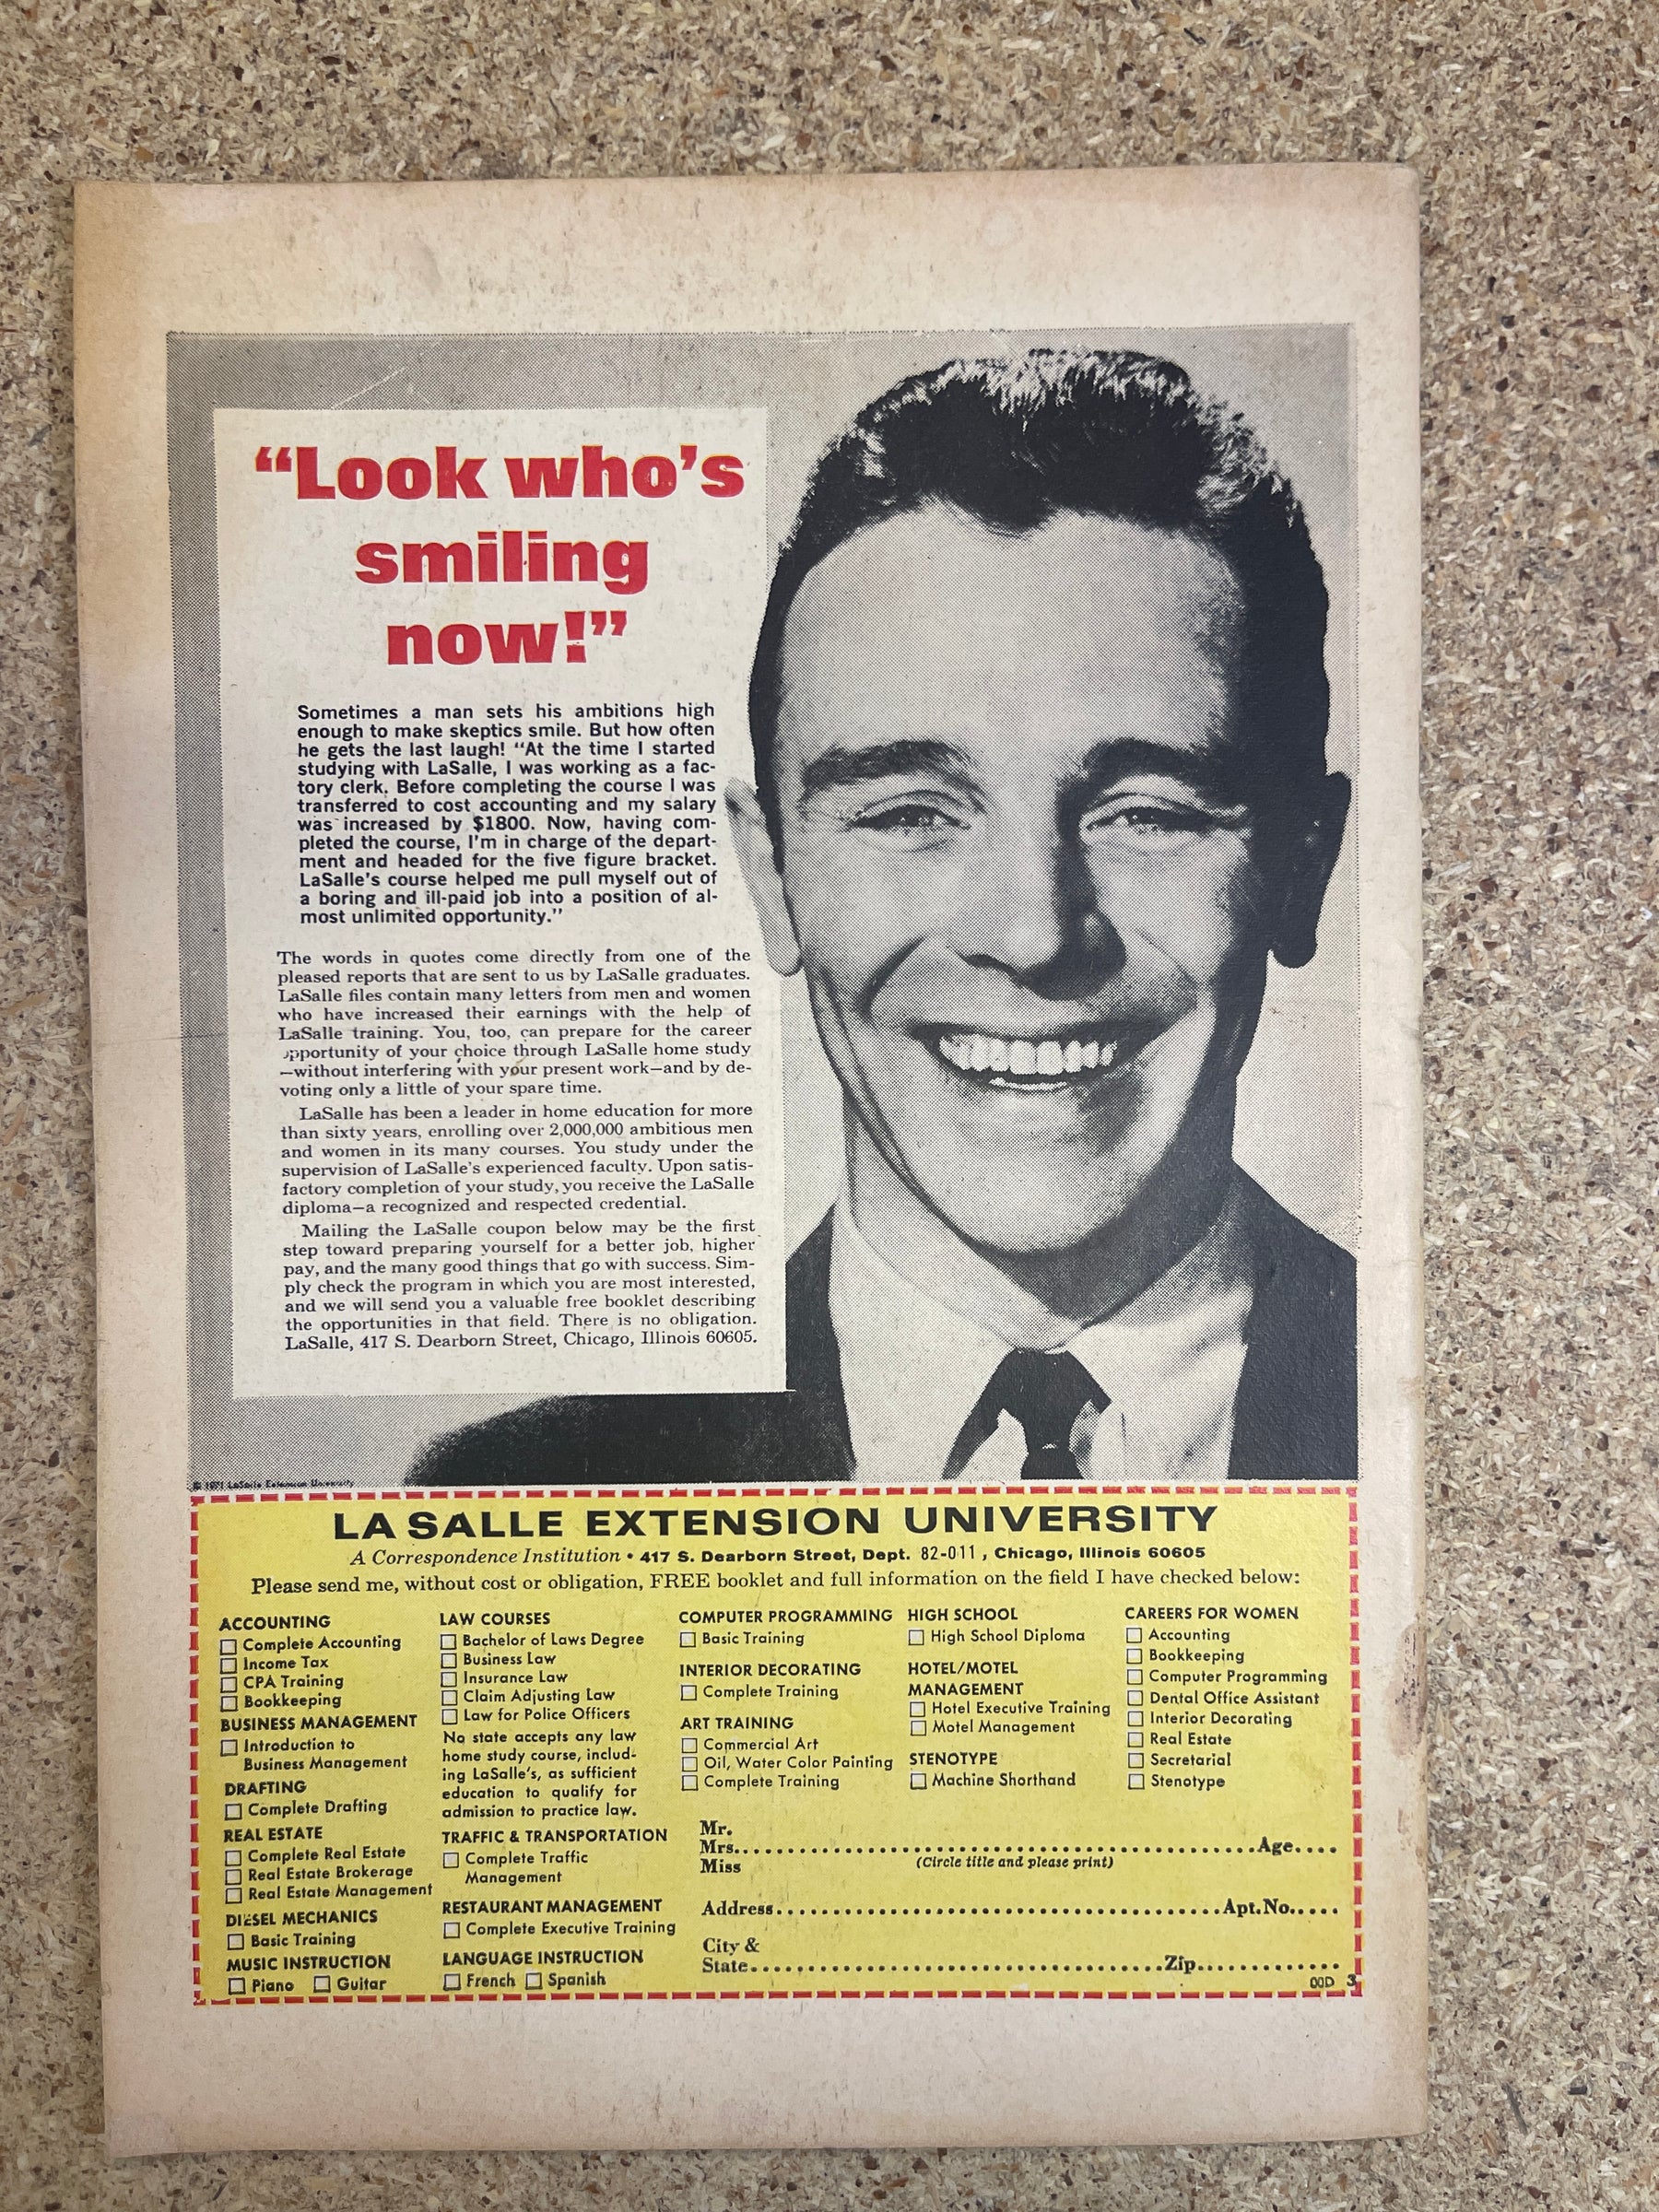 “Look who’s
smiling
now!”
Sometimes a man sets his ambitions high
enough to make skeptics smile. But how often
he gets the last laugh! “At the time I started
studying with LaSalle, I was working as a fac-
tory clerk. Before completing the course I was
transferred to cost accounting and my salary
was increased by $1800. Now, having com-
pleted the course, I’m in charge of the depart-
ment and headed for the five figure bracket.
LaSalle’s course helped me pull myself out of
a boring and ill-paid job into a position of al-
most unlimited opportunity.”
The words in quotes come directly from one of the
pleased reports that are sent to us by LaSalle graduates.
LaSalle files contain many letters from men and women
who have increased their earnings with the help of
LaSalle training. You, too, can prepare for the career
opportunity of your choice through LaSalle home study
—without interfering with your present work—and by de-
voting only a little of your spare time.
LaSalle has been a leader in home education for more
than sixty years, enrolling over 2,000,000 ambitious men
and women in its many courses. You study under the
supervision of LaSalle’s experienced faculty. Upon satis-
factory completion of your study, you receive the LaSalle
diploma—a recognized and respected credential.
Mailing the LaSalle coupon below may be the first
step toward preparing yourself for a better job, higher
pay, and the many good things that go with success. Sim-
ply check the program in which you are most interested,
and we will send you a valuable free booklet describing
the opportunities in that field. There is no obligation.
LaSalle, 417 S. Dearborn Street, Chicago, Illinois 60605.
© 1971 LaSalle Extension University
LA SALLE EXTENSION UNIVERSITY
A Correspondence Institution • 417 S. Dearborn Street, Dept. 82-011, Chicago, Illinois 60605
Please send me, without cost or obligation, FREE booklet and full information on the field I have checked below:
ACCOUNTING
Complete Accounting
Income Tax
CPA Training
Bookkeeping
BUSINESS MANAGEMENT
Introduction to
Business Management
DRAFTING
Complete Drafting
REAL ESTATE
Complete Real Estate
Real Estate Brokerage
Real Estate Management
DIESEL MECHANICS
Basic Training
MUSIC INSTRUCTION
Piano Guitar
LAW COURSES
Bachelor of Laws Degree
Business Law
Insurance Law
Claim Adjusting Law
Law for Police Officers
No state accepts any law
home study course, includ-
ing LaSalle’s, as sufficient
education to qualify for
admission to practice law.
TRAFFIC & TRANSPORTATION
Complete Traffic
Management
RESTAURANT MANAGEMENT
Complete Executive Training
LANGUAGE INSTRUCTION
French Spanish
COMPUTER PROGRAMMING
Basic Training
INTERIOR DECORATING
Complete Training
ART TRAINING
Commercial Art
Oil, Water Color Painting
Complete Training
HIGH SCHOOL
High School Diploma
HOTEL/MOTEL
MANAGEMENT
Hotel Executive Training
Motel Management
STENOTYPE
Machine Shorthand
CAREERS FOR WOMEN
Accounting
Bookkeeping
Computer Programming
Dental Office Assistant
Interior Decorating
Real Estate
Secretarial
Stenotype
Mr.
Mrs. Age
Miss (Circle title and please print)
Address Apt. No.
City &
State Zip
00D 3